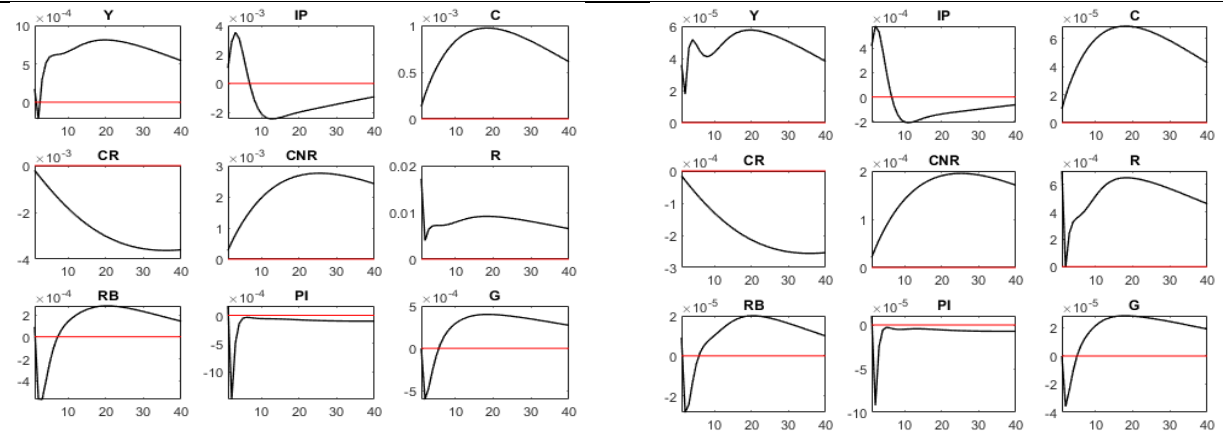 Y IP C
×10⁻⁴ ×10⁻³ ×10⁻³
10 5 0
4 2 0 -2
1 0.5 0
10 20 30 40 10 20 30 40 10 20 30 40
CR CNR R
×10⁻³ ×10⁻³
0 -2 -4
3 2 1 0
0.02 0.01 0
10 20 30 40 10 20 30 40 10 20 30 40
RB PI G
×10⁻⁴ ×10⁻⁴ ×10⁻⁴
2 0 -2 -4
0 -5 -10
5 0 -5
10 20 30 40 10 20 30 40 10 20 30 40
Y IP C
×10⁻⁵ ×10⁻⁴ ×10⁻⁵
6 4 2 0
4 2 0 -2
6 4 2 0
10 20 30 40 10 20 30 40 10 20 30 40
CR CNR R
×10⁻⁴ ×10⁻⁴ ×10⁻⁴
0 -1 -2 -3
2 1 0
6 4 2 0
10 20 30 40 10 20 30 40 10 20 30 40
RB PI G
×10⁻⁵ ×10⁻⁵ ×10⁻⁵
2 0 -2
0 -5 -10
2 0 -2 -4
10 20 30 40 10 20 30 40 10 20 30 40